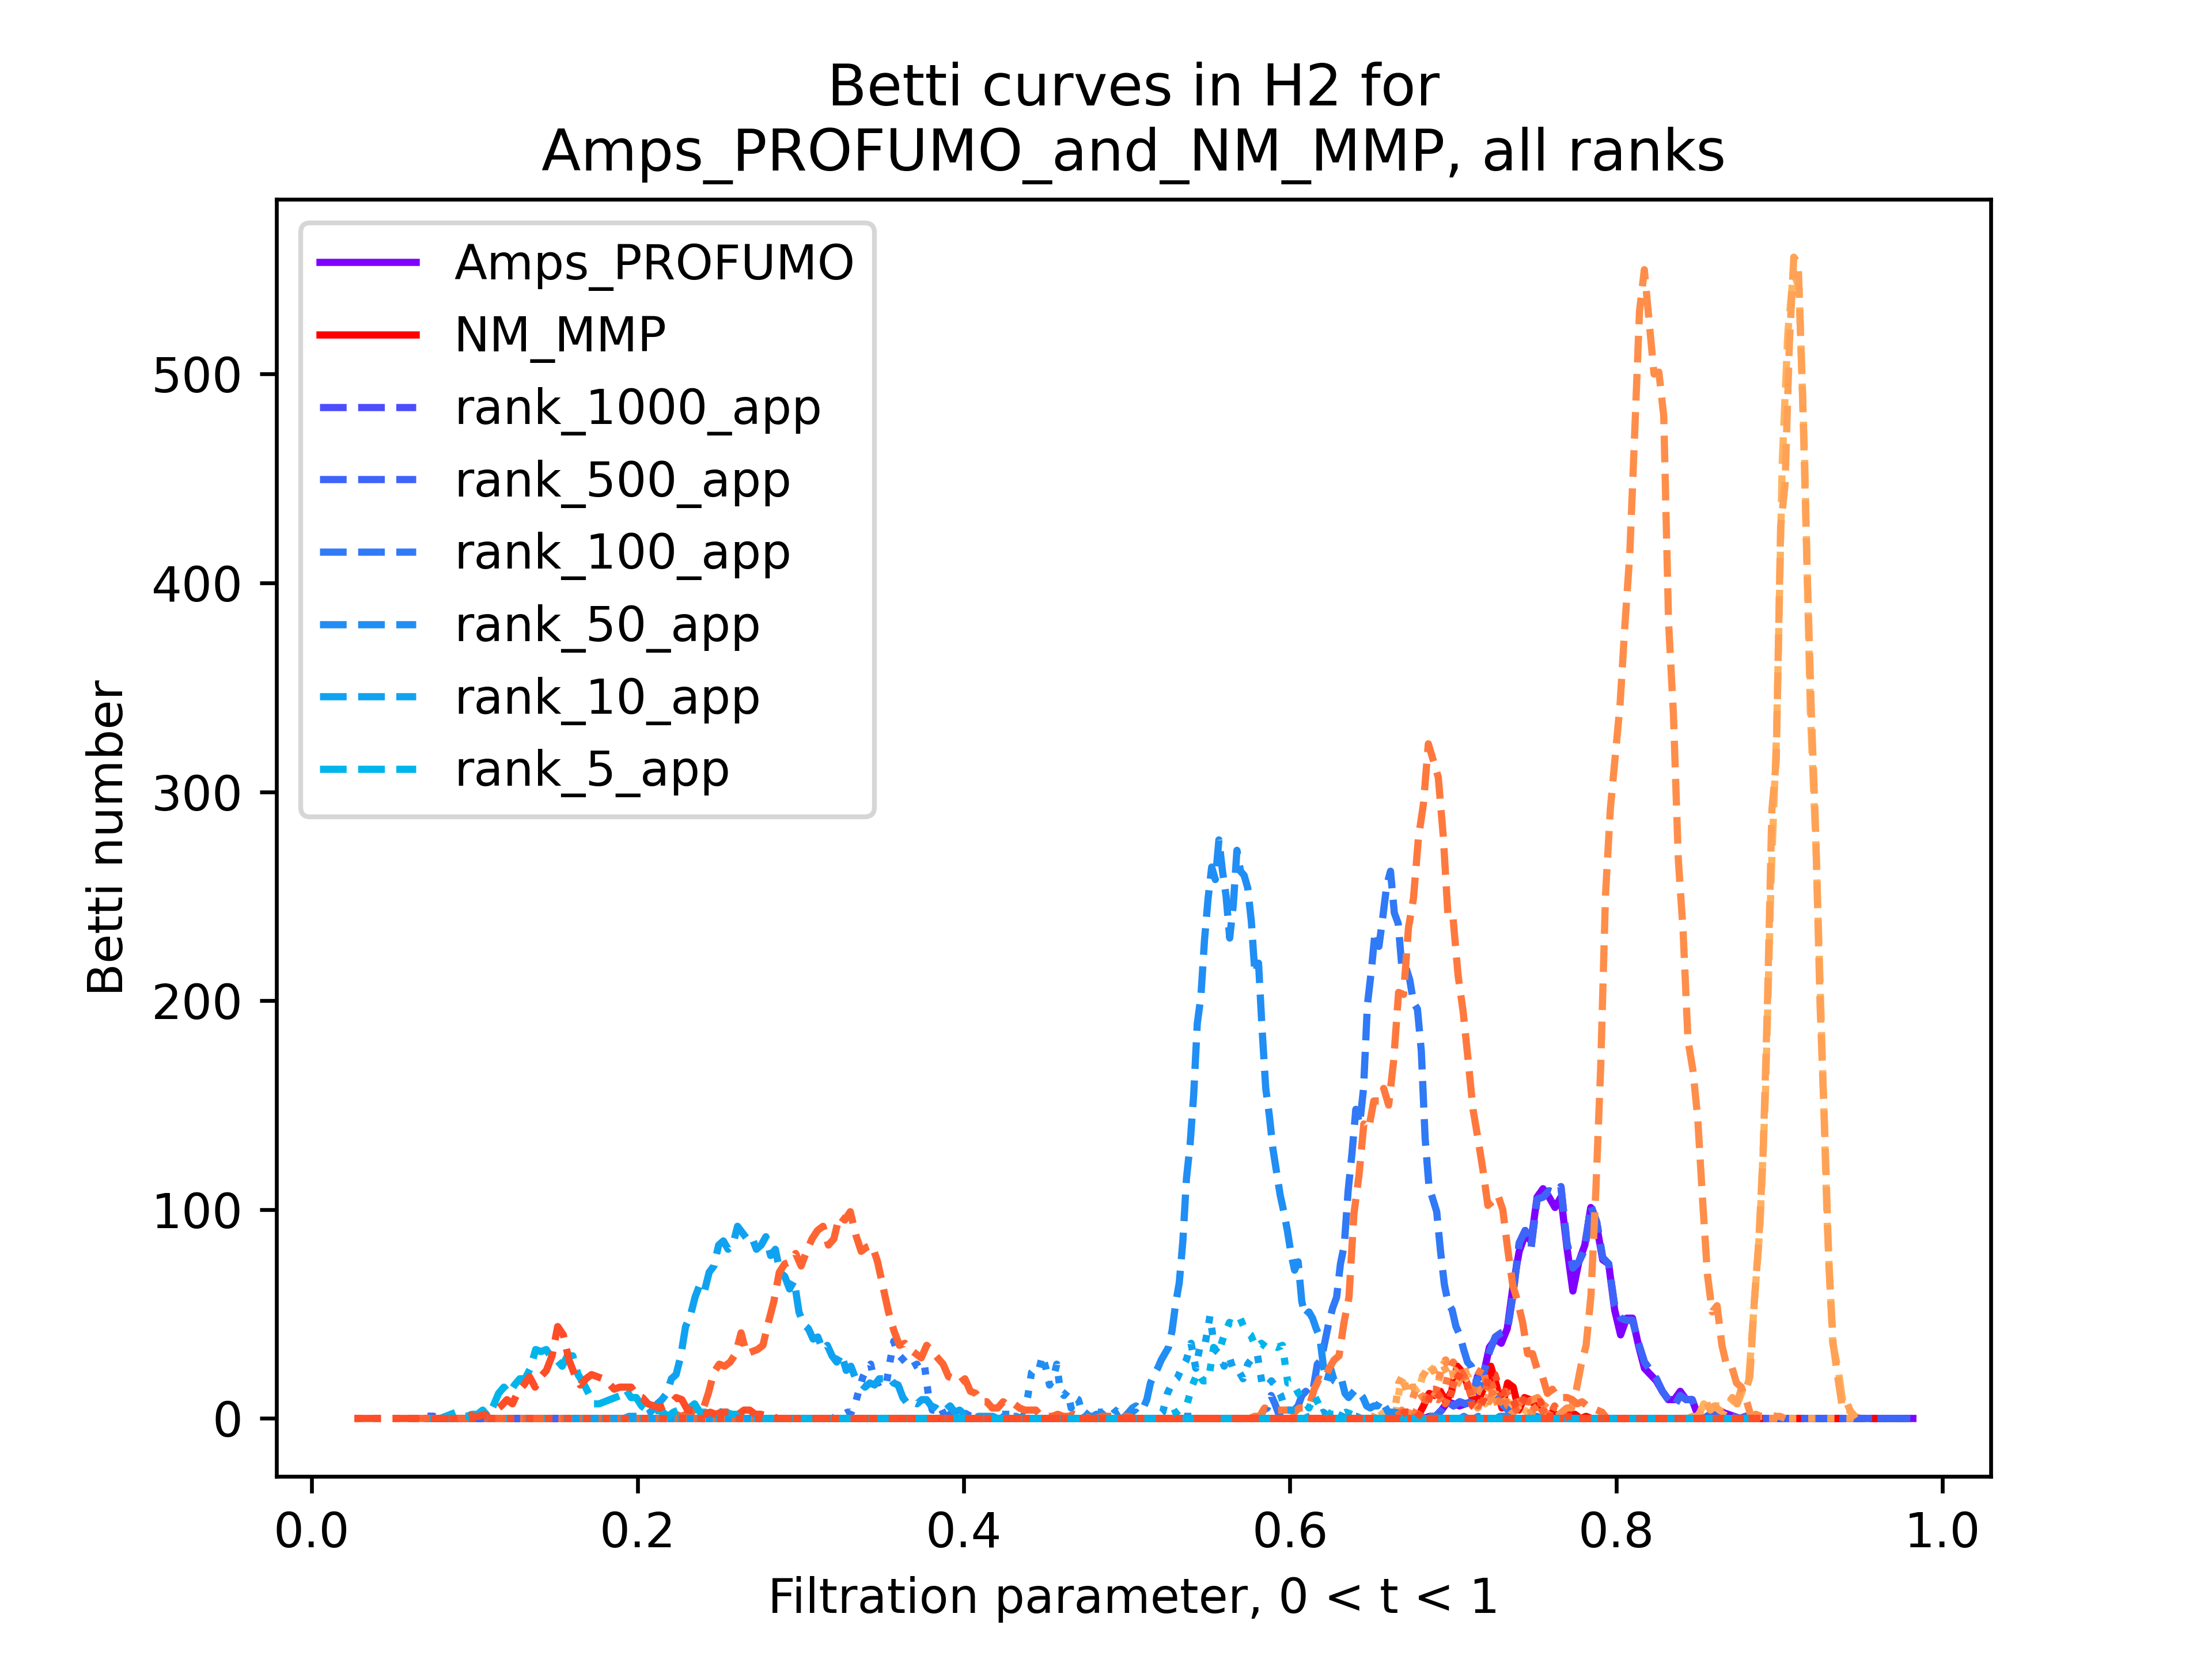 Betti curves in H2 for
Amps_PROFUMO_and_NM_MMP, all ranks
Amps_PROFUMO
NM_MMP
rank_1000_app
rank_500_app
rank_100_app
rank_50_app
rank_10_app
rank_5_app
Betti number
500
400
300
200
100
0
0.0 0.2 0.4 0.6 0.8 1.0
Filtration parameter, 0 < t < 1